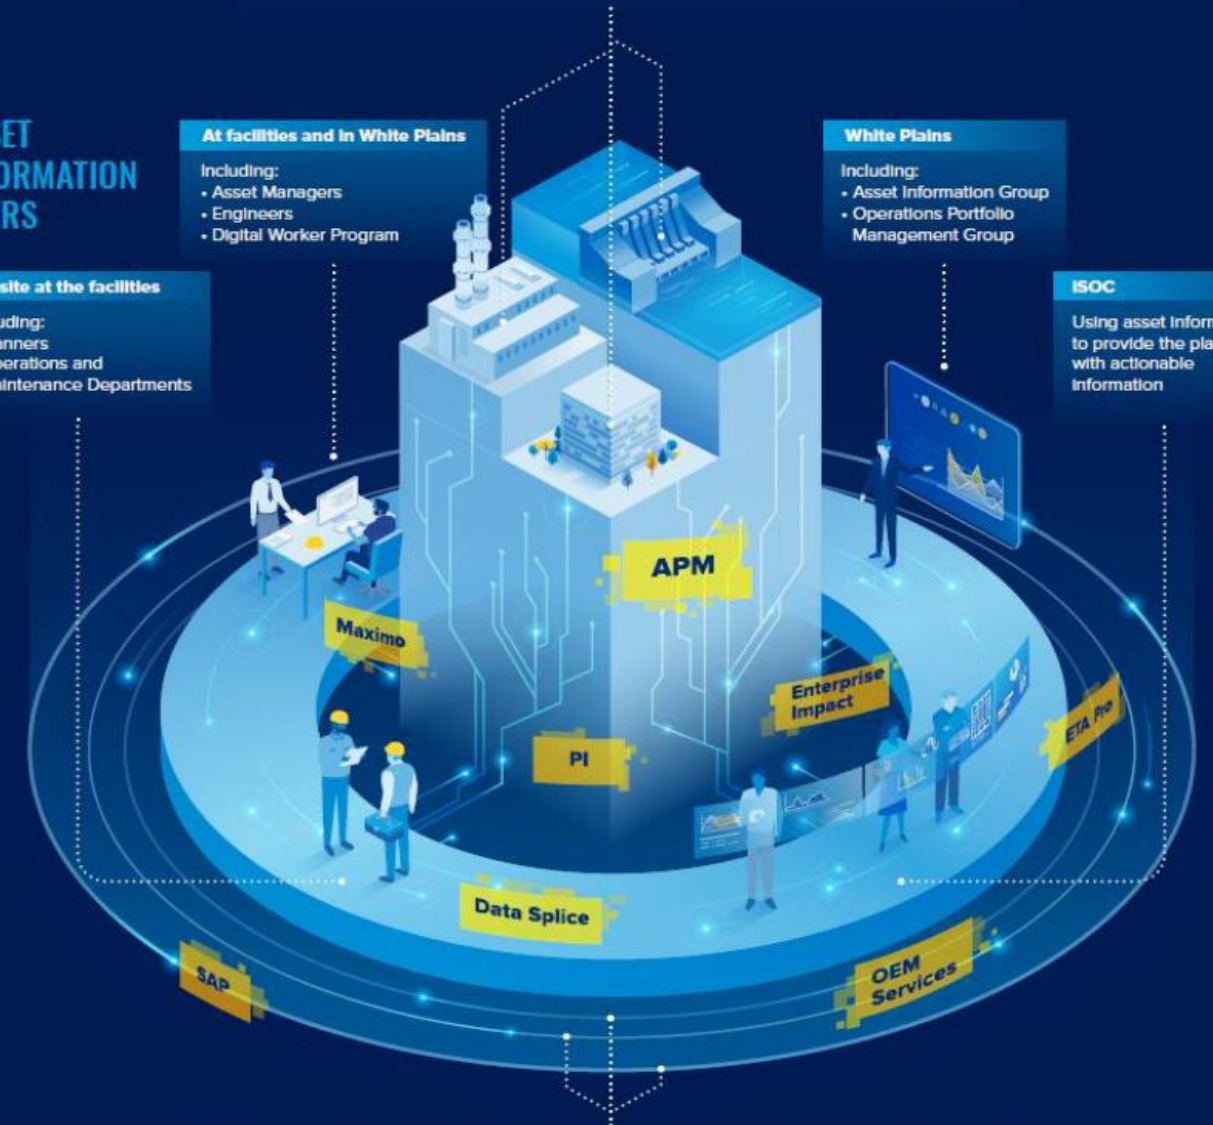 SET
ORMATION
RS
At facilities and in White Plains
Including:
• Asset Managers
• Engineers
• Digital Worker Program
White Plains
Including:
• Asset Information Group
• Operations Portfolio
Management Group
site at the facilities
uding:
anners
perations and
aintenance Departments
ISOC
Using asset Inform
to provide the pla
with actionable
information
APM
Maximo
Enterprise
Impact
ETA Pro
PI
Data Splice
SAP
OEM
Services